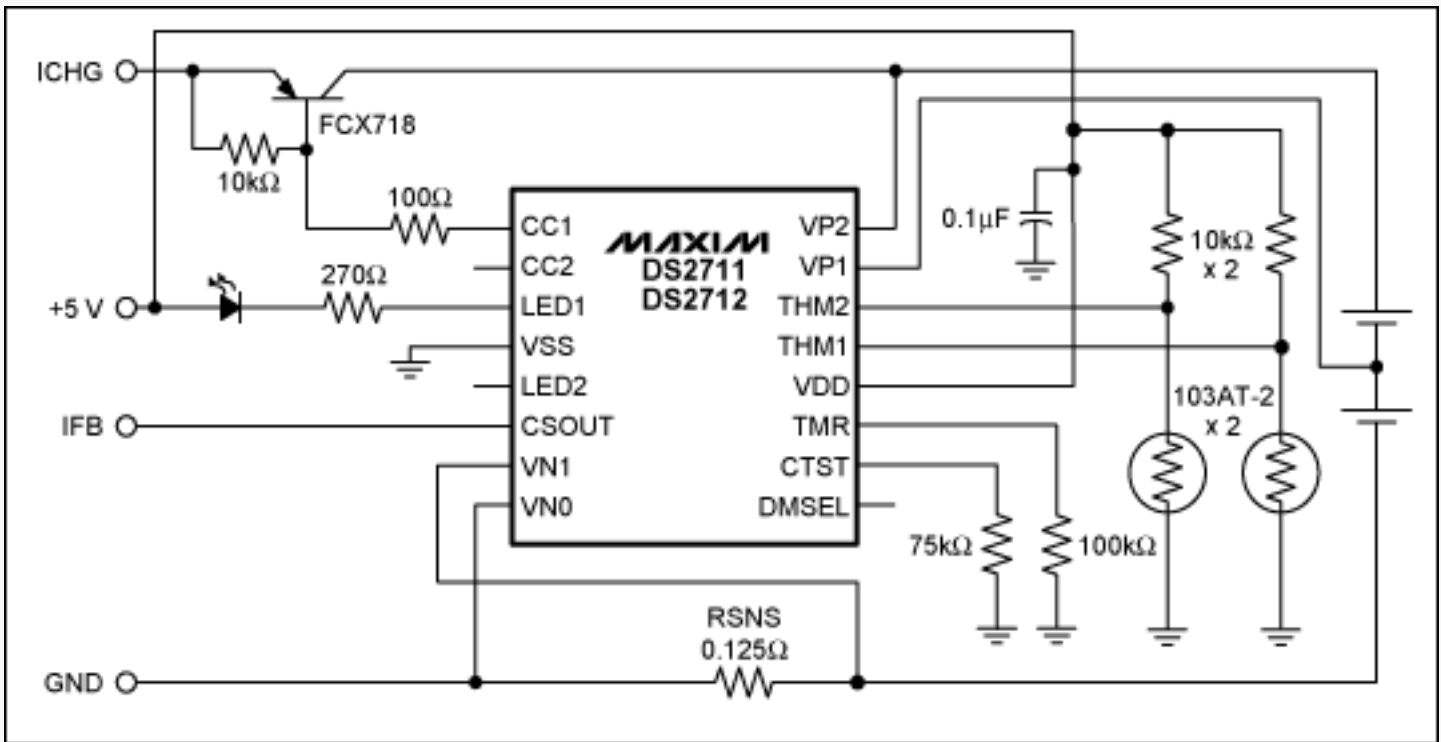 ICHG
FCX718
10kΩ
100Ω
270Ω
+5 V
IFB
GND
CC1
CC2
LED1
VSS
LED2
CSOUT
VN1
VN0
MAXIM
DS2711
DS2712
VP2
VP1
THM2
THM1
VDD
TMR
CTST
DMSEL
0.1μF
10kΩ
x 2
103AT-2
x 2
75kΩ
100kΩ
RSNS
0.125Ω